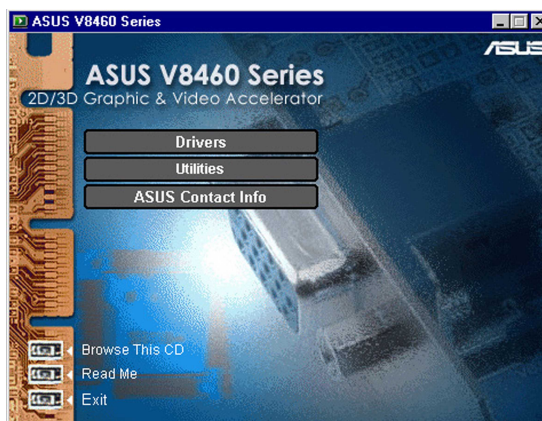 ASUS V8460 Series
ASUS
ASUS V8460 Series
2D/3D Graphic & Video Accelerator
Drivers
Utilities
ASUS Contact Info
Browse This CD
Read Me
Exit